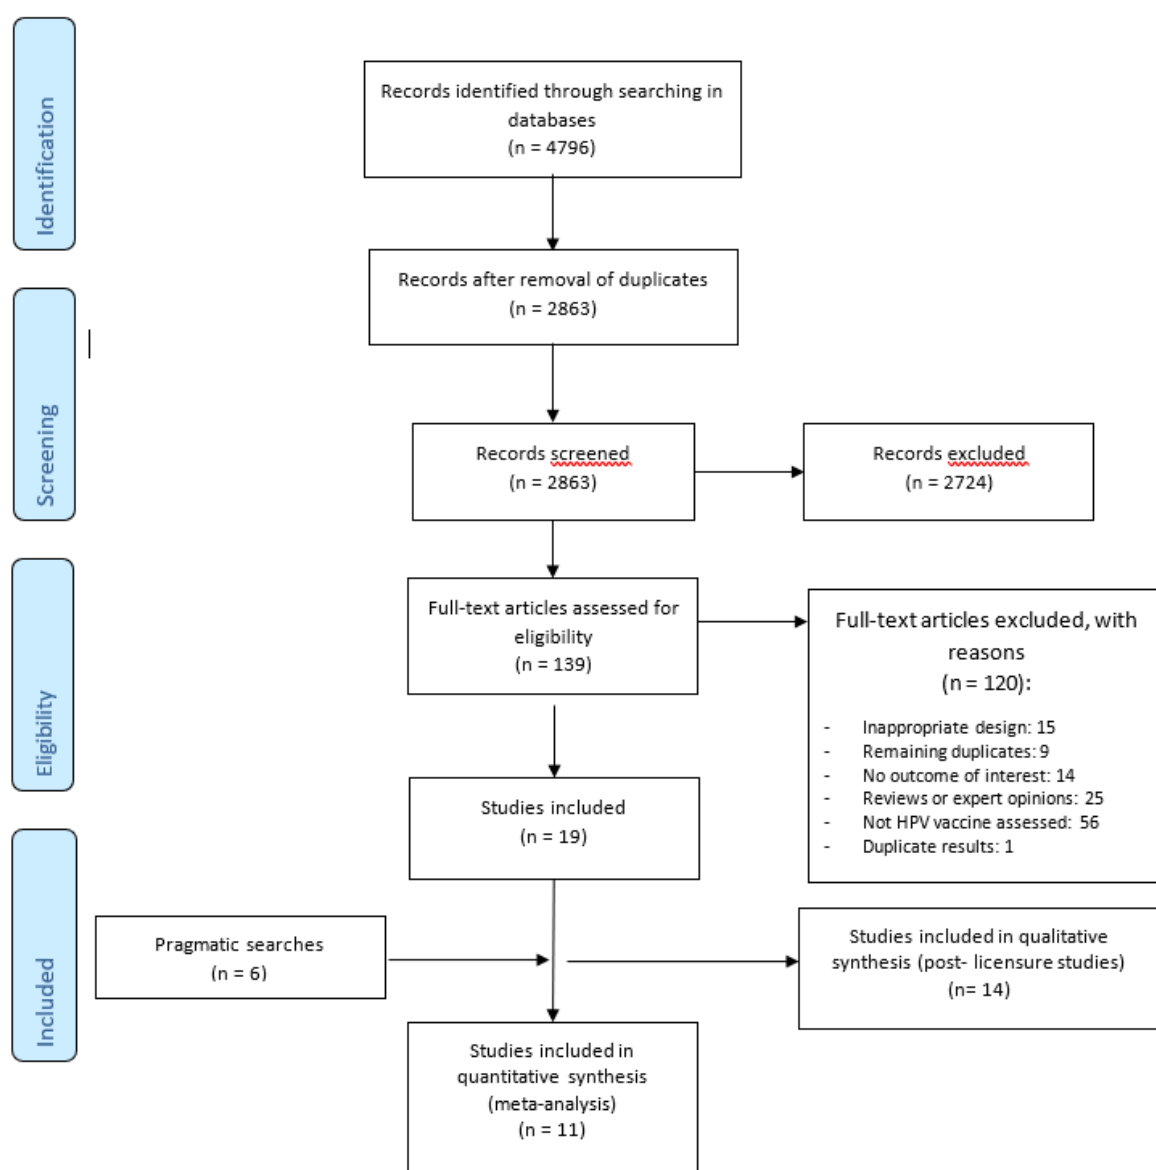 Identification
Records identified through searching in
databases
(n = 4796)
Records after removal of duplicates
(n = 2863)
Screening
Records screened
(n = 2863)
Records excluded
(n = 2724)
Eligibility
Full-text articles assessed for
eligibility
(n = 139)
Full-text articles excluded, with
reasons
(n = 120):
- Inappropriate design: 15
- Remaining duplicates: 9
- No outcome of interest: 14
- Reviews or expert opinions: 25
- Not HPV vaccine assessed: 56
- Duplicate results: 1
Studies included
(n = 19)
Included
Pragmatic searches
(n = 6)
Studies included in qualitative
synthesis (post- licensure studies)
(n= 14)
Studies included in
quantitative synthesis
(meta-analysis)
(n = 11)